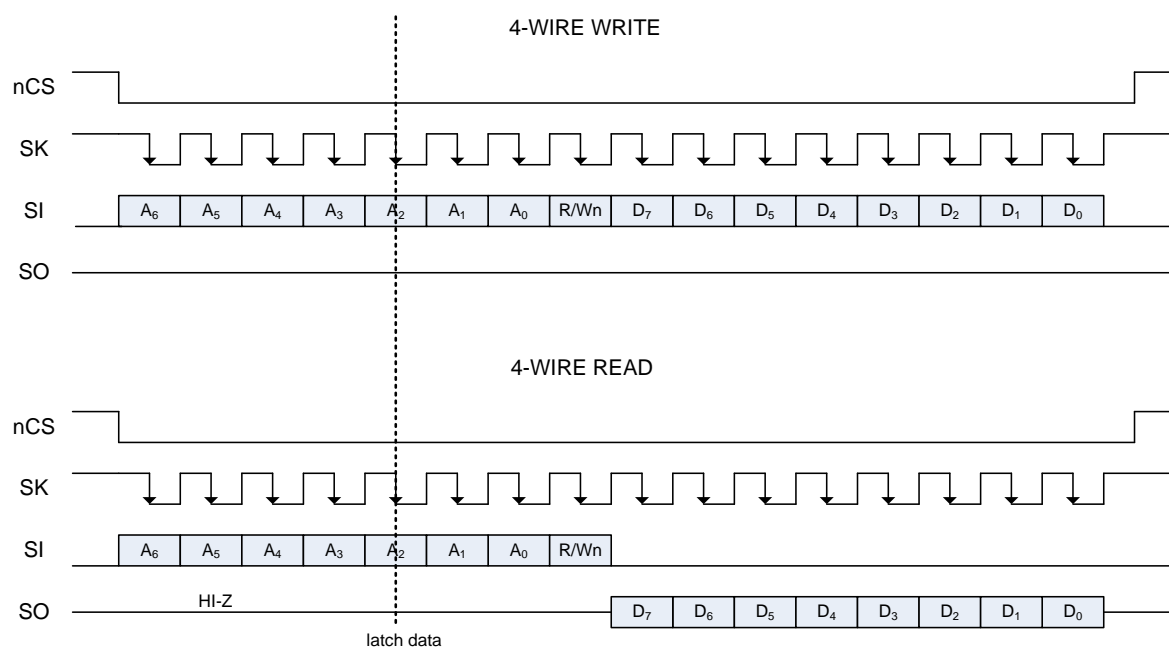 4-WIRE WRITE
nCS
SK
SI A₆ A₅ A₄ A₃ A₂ A₁ A₀ R/Wn D₇ D₆ D₅ D₄ D₃ D₂ D₁ D₀
SO
4-WIRE READ
nCS
SK
SI A₆ A₅ A₄ A₃ A₂ A₁ A₀ R/Wn
SO HI-Z D₇ D₆ D₅ D₄ D₃ D₂ D₁ D₀
latch data